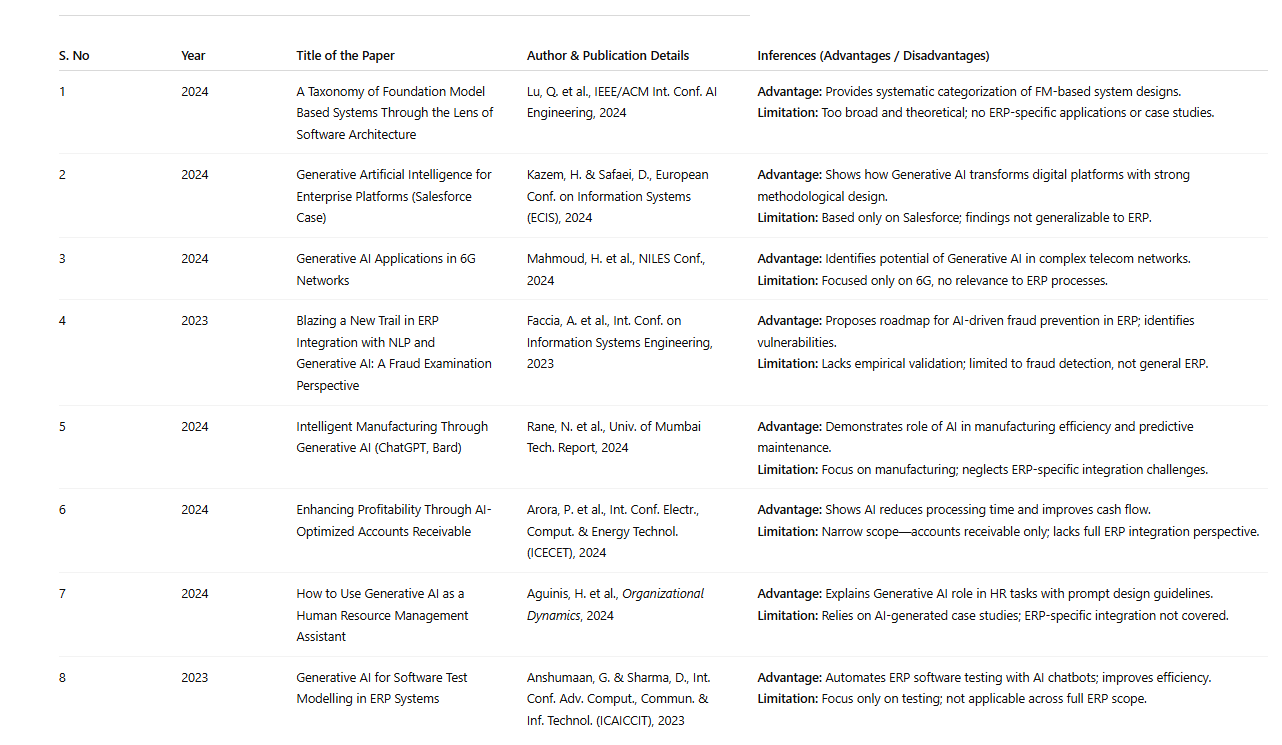 S. No Year Title of the Paper Author & Publication Details Inferences (Advantages / Disadvantages)
1 2024 A Taxonomy of Foundation Model Lu, Q. et al., IEEE/ACM Int. Conf. AI Advantage: Provides systematic categorization of FM-based system designs.
Based Systems Through the Lens of Engineering, 2024 Limitation: Too broad and theoretical; no ERP-specific applications or case studies.
Software Architecture
2 2024 Generative Artificial Intelligence for Kazem, H. & Safaei, D., European Advantage: Shows how Generative AI transforms digital platforms with strong
Enterprise Platforms (Salesforce Conf. on Information Systems methodological design.
Case) (ECIS), 2024 Limitation: Based only on Salesforce; findings not generalizable to ERP.
3 2024 Generative AI Applications in 6G Mahmoud, H. et al., NILES Conf., Advantage: Identifies potential of Generative AI in complex telecom networks.
Networks 2024 Limitation: Focused only on 6G, no relevance to ERP processes.
4 2023 Blazing a New Trail in ERP Faccia, A. et al., Int. Conf. on Advantage: Proposes roadmap for AI-driven fraud prevention in ERP; identifies
Integration with NLP and Information Systems Engineering, vulnerabilities.
Generative AI: A Fraud Examination 2023 Limitation: Lacks empirical validation; limited to fraud detection, not general ERP.
Perspective
5 2024 Intelligent Manufacturing Through Rane, N. et al., Univ. of Mumbai Advantage: Demonstrates role of AI in manufacturing efficiency and predictive
Generative AI (ChatGPT, Bard) Tech. Report, 2024 maintenance.
Limitation: Focus on manufacturing; neglects ERP-specific integration challenges.
6 2024 Enhancing Profitability Through AI- Arora, P. et al., Int. Conf. Electr., Advantage: Shows AI reduces processing time and improves cash flow.
Optimized Accounts Receivable Comput. & Energy Technol. Limitation: Narrow scope—accounts receivable only; lacks full ERP integration perspective.
(ICECET), 2024
7 2024 How to Use Generative AI as a Aguinis, H. et al., Organizational Advantage: Explains Generative AI role in HR tasks with prompt design guidelines.
Human Resource Management Dynamics, 2024 Limitation: Relies on AI-generated case studies; ERP-specific integration not covered.
Assistant
8 2023 Generative AI for Software Test Anshumaan, G. & Sharma, D., Int. Advantage: Automates ERP software testing with AI chatbots; improves efficiency.
Modelling in ERP Systems Conf. Adv. Comput., Commun. & Limitation: Focus only on testing; not applicable across full ERP scope.
Inf. Technol. (ICAICCIT), 2023